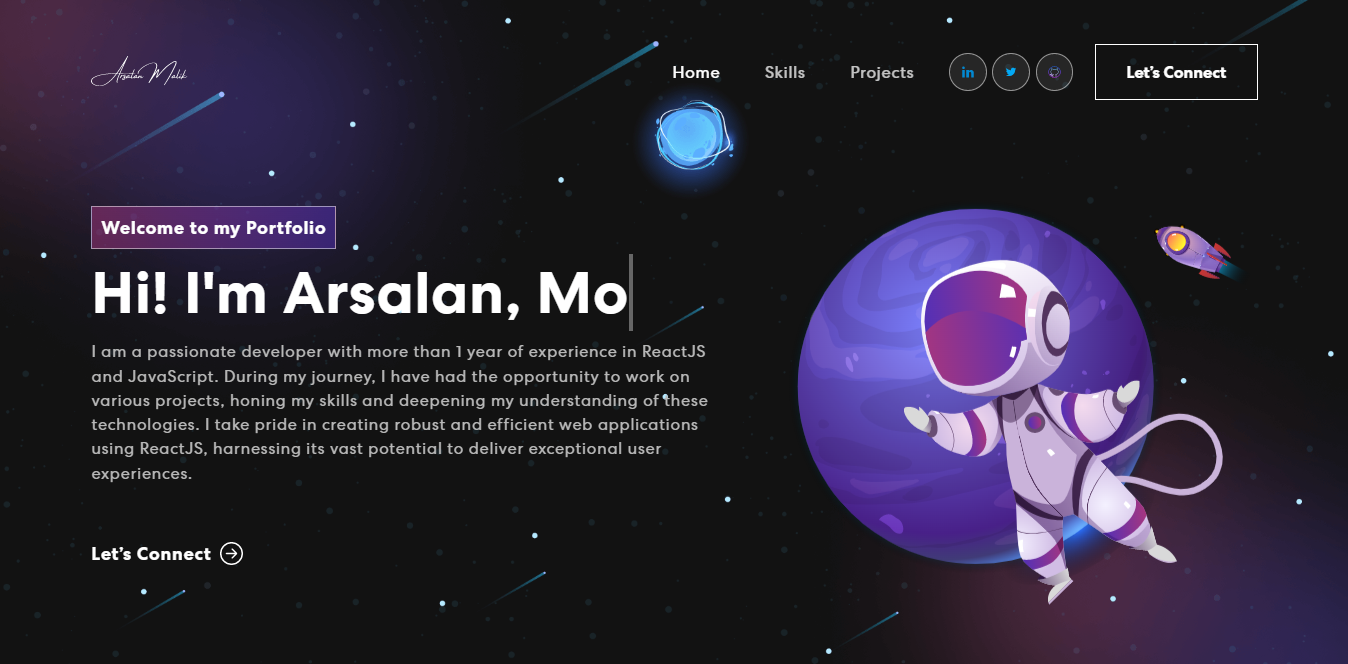 Arsalan Malik
Home Skills Projects Let's Connect
Welcome to my Portfolio
Hi! I'm Arsalan, Mo
I am a passionate developer with more than 1 year of experience in ReactJS
and JavaScript. During my journey, I have had the opportunity to work on
various projects, honing my skills and deepening my understanding of these
technologies. I take pride in creating robust and efficient web applications
using ReactJS, harnessing its vast potential to deliver exceptional user
experiences.
Let's Connect